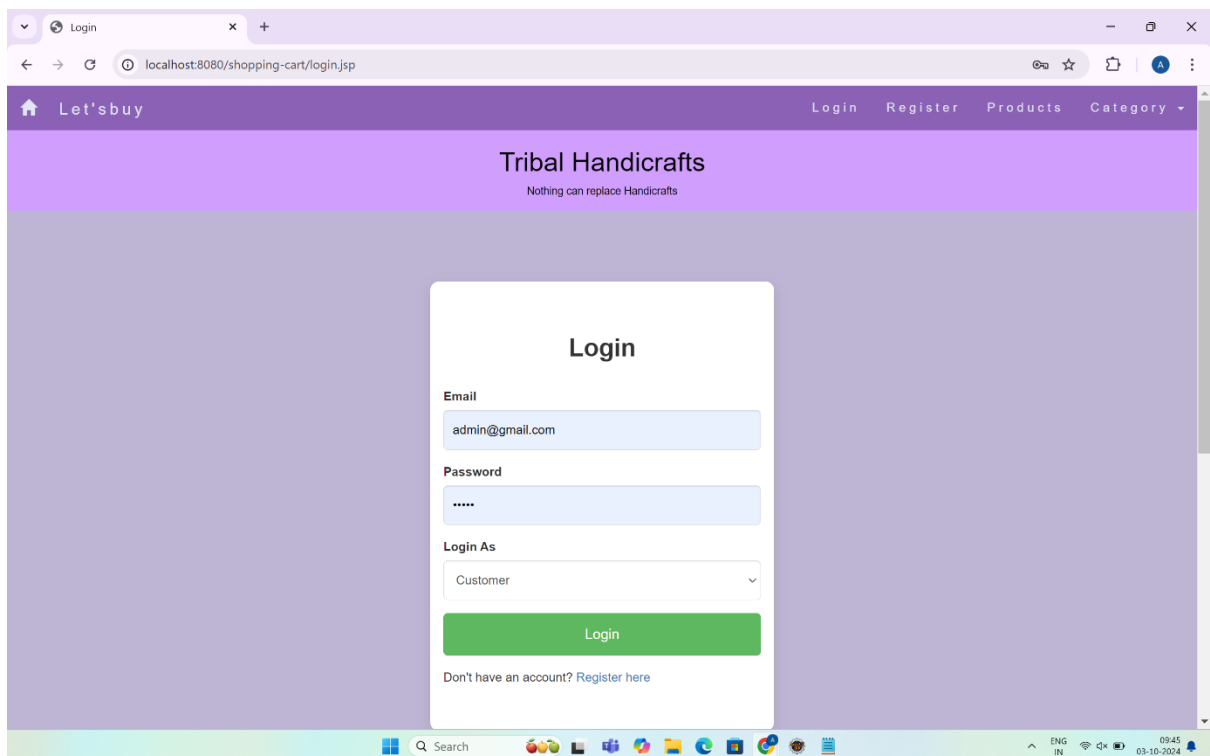 Login
localhost:8080/shopping-cart/login.jsp
A
Let'sbuy Login Register Products Category
Tribal Handicrafts
Nothing can replace Handicrafts
Login
Email
admin@gmail.com
Password
•••••
Login As
Customer
Login
Don't have an account? Register here
Search
ENG
IN
09:45
03-10-2024